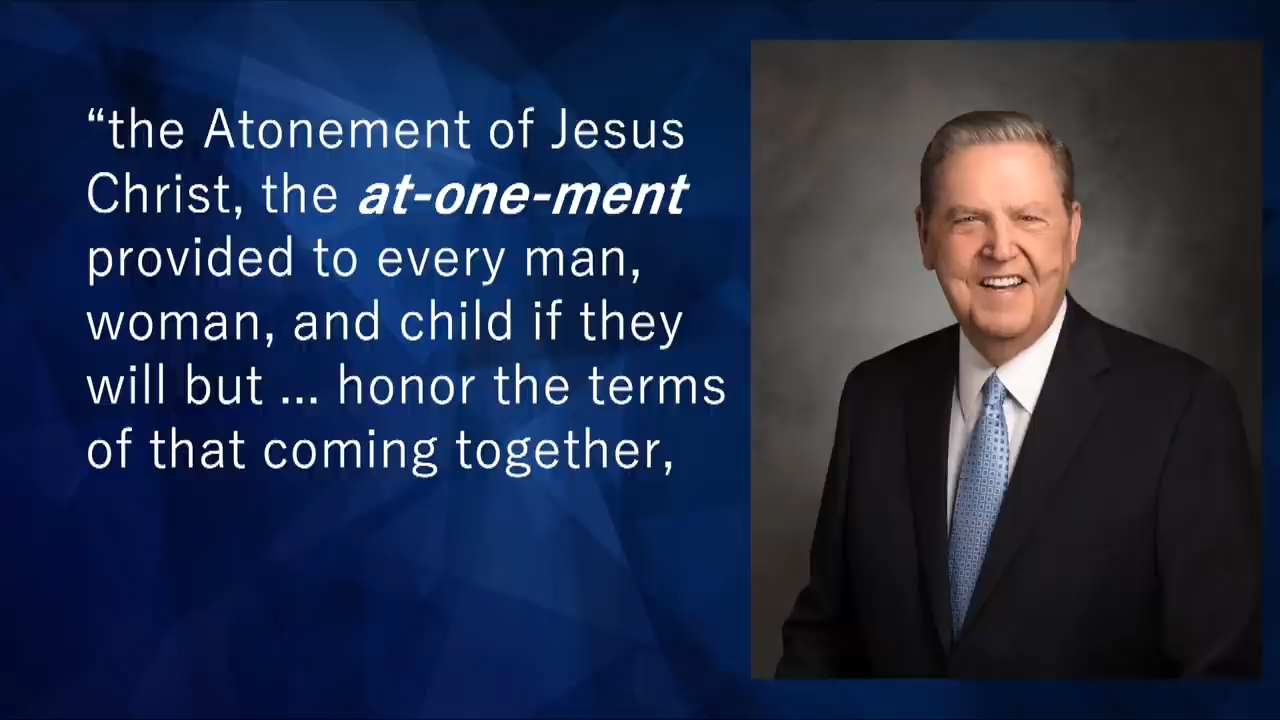 “the Atonement of Jesus
Christ, the at-one-ment
provided to every man,
woman, and child if they
will but ... honor the terms
of that coming together,